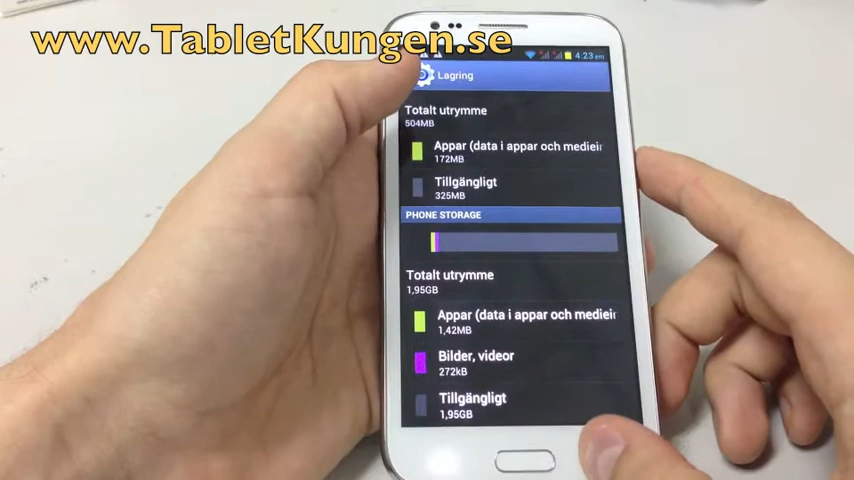 www.TabletKungen.se
4:23 em
Lagring
Totalt utrymme
504MB
Appar (data i appar och medieir
172MB
Tillgängligt
325MB
PHONE STORAGE
Totalt utrymme
1,95GB
Appar (data i appar och medieir
1,42MB
Bilder, videor
272kB
Tillgängligt
1,95GB